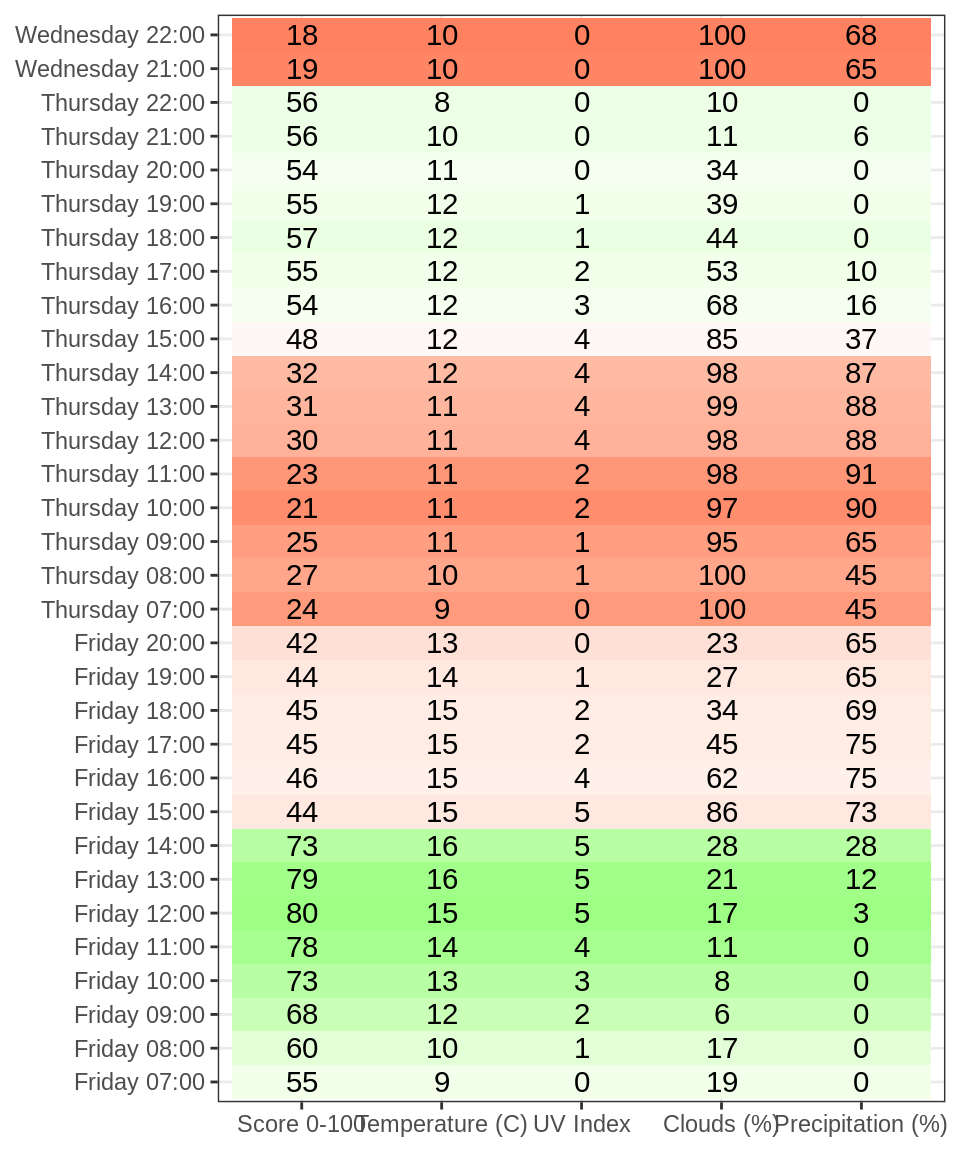 Wednesday 22:00 18 10 0 100 68
Wednesday 21:00 19 10 0 100 65
Thursday 22:00 56 8 0 10 0
Thursday 21:00 56 10 0 11 6
Thursday 20:00 54 11 0 34 0
Thursday 19:00 55 12 1 39 0
Thursday 18:00 57 12 1 44 0
Thursday 17:00 55 12 2 53 10
Thursday 16:00 54 12 3 68 16
Thursday 15:00 48 12 4 85 37
Thursday 14:00 32 12 4 98 87
Thursday 13:00 31 11 4 99 88
Thursday 12:00 30 11 4 98 88
Thursday 11:00 23 11 2 98 91
Thursday 10:00 21 11 2 97 90
Thursday 09:00 25 11 1 95 65
Thursday 08:00 27 10 1 100 45
Thursday 07:00 24 9 0 100 45
Friday 20:00 42 13 0 23 65
Friday 19:00 44 14 1 27 65
Friday 18:00 45 15 2 34 69
Friday 17:00 45 15 2 45 75
Friday 16:00 46 15 4 62 75
Friday 15:00 44 15 5 86 73
Friday 14:00 73 16 5 28 28
Friday 13:00 79 16 5 21 12
Friday 12:00 80 15 5 17 3
Friday 11:00 78 14 4 11 0
Friday 10:00 73 13 3 8 0
Friday 09:00 68 12 2 6 0
Friday 08:00 60 10 1 17 0
Friday 07:00 55 9 0 19 0
Score 0-100 Temperature (C) UV Index Clouds (%) Precipitation (%)